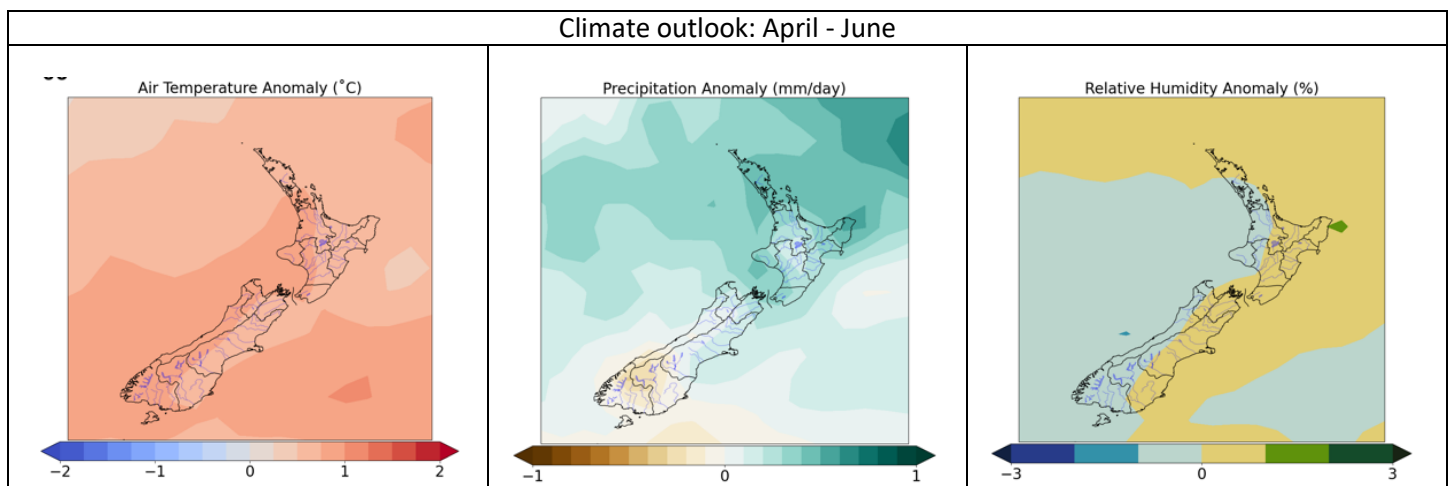 Climate outlook: April - June
Air Temperature Anomaly (˚C)
Precipitation Anomaly (mm/day)
Relative Humidity Anomaly (%)
−2 −1 0 1 2
−1 0 1
−3 0 3